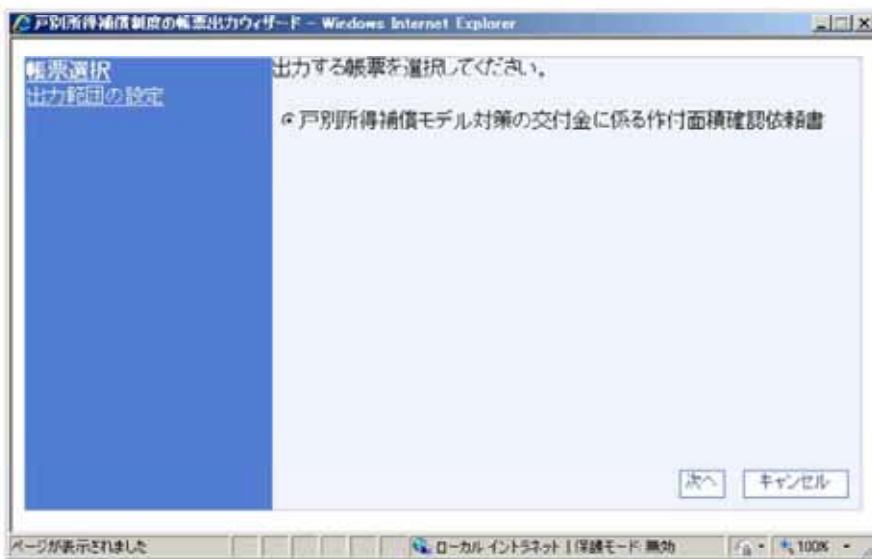 戸別所得補償制度の帳票出力ウィザード - Windows Internet Explorer
帳票選択
出力範囲の設定
出力する帳票を選択してください。
戸別所得補償モデル対策の交付金に係る作付面積確認依頼書
次へ
キャンセル
ページが表示されました
ローカル イントラネット | 保護モード: 無効
100%